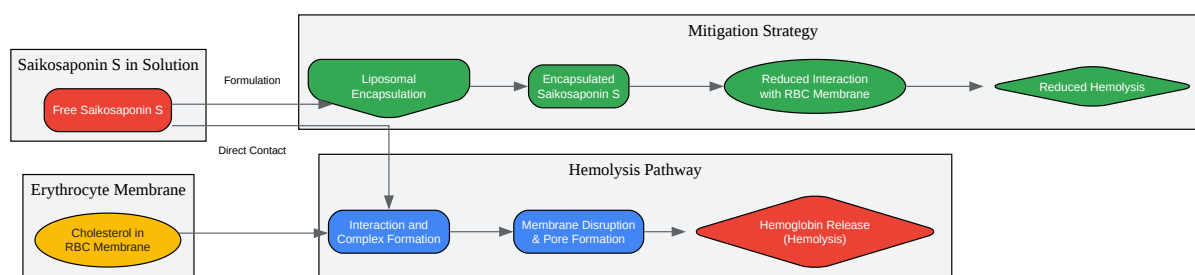 Mitigation Strategy
Saikosaponin S in Solution
Formulation
Liposomal
Encapsulation
Encapsulated
Saikosaponin S
Reduced Interaction
with RBC Membrane
Reduced Hemolysis
Free Saikosaponin S
Direct Contact
Hemolysis Pathway
Erythrocyte Membrane
Cholesterol in
RBC Membrane
Interaction and
Complex Formation
Membrane Disruption
& Pore Formation
Hemoglobin Release
(Hemolysis)